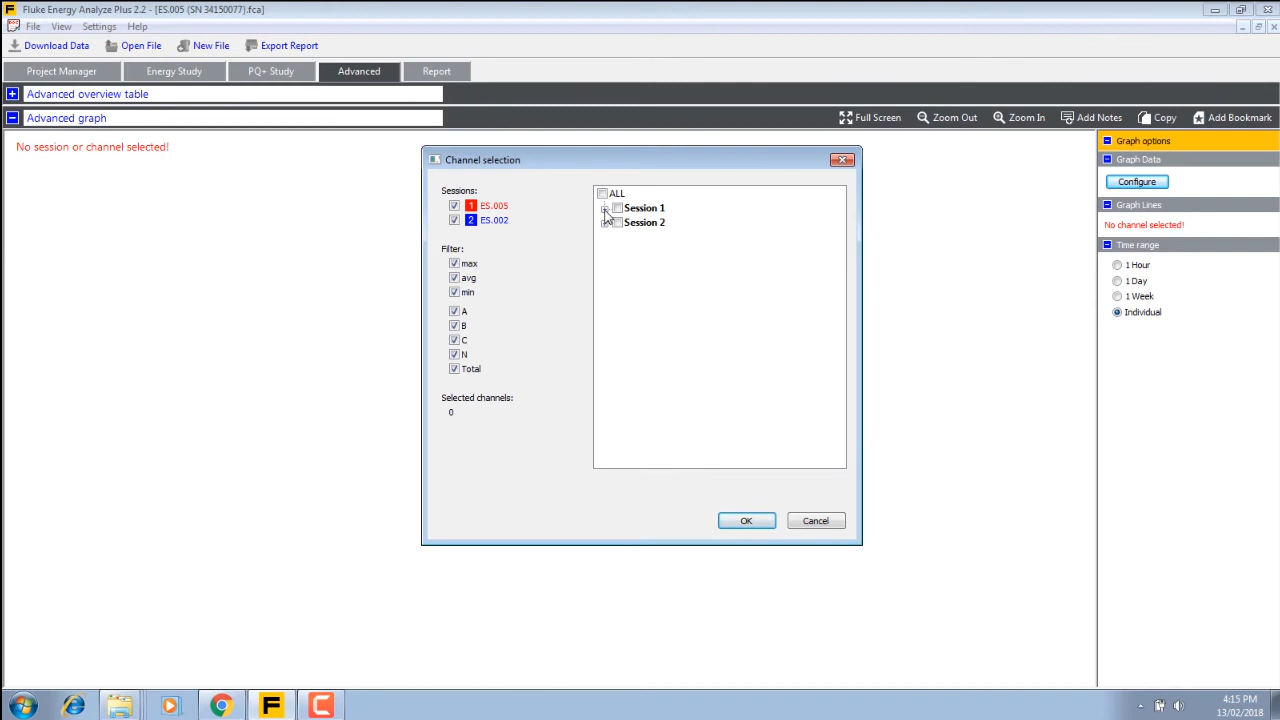 Fluke Energy Analyze Plus 2.2 - [ES.005 (SN 34150077).fca]
File View Settings Help
Download Data Open File New File Export Report
Project Manager Energy Study PQ+ Study Advanced Report
Advanced overview table
Advanced graph Full Screen Zoom Out Zoom In Add Notes Copy Add Bookmark
No session or channel selected!
Channel selection
Sessions:
1 ES.005
2 ES.002
Filter:
max
avg
min
A
B
C
N
Total
Selected channels:
0
ALL
Session 1
Session 2
OK Cancel
Graph options
Graph Data
Configure
Graph Lines
No channel selected!
Time range
1 Hour
1 Day
1 Week
Individual
4:15 PM
13/02/2018